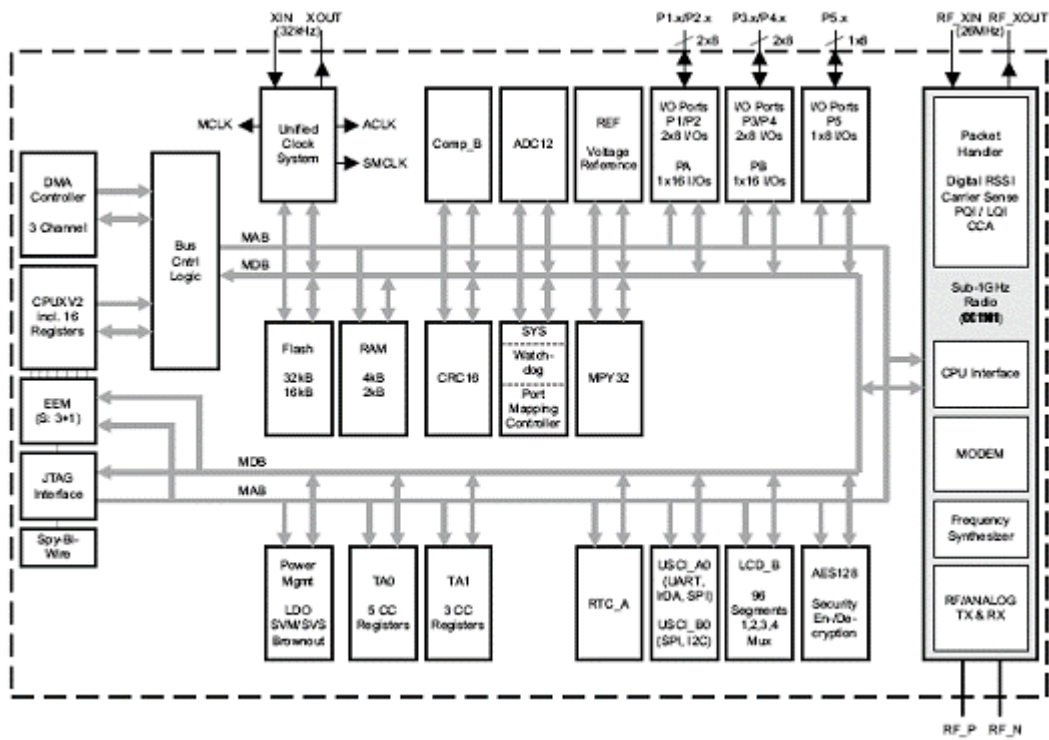 XIN XOUT
(32kHz)
P1.x/P2.x
2x8
P3.x/P4.x
2x8
P5.x
1x8
RF_XIN RF_XOUT
(26MHz)
MCLK
Unified
Clock
System
ACLK
SMCLK
Comp_B
ADC12
REF
Voltage
Reference
I/O Ports
P1/P2
2x8 I/Os
PA
1x16 I/Os
I/O Ports
P3/P4
2x8 I/Os
PB
1x16 I/Os
I/O Ports
P5
1x8 I/Os
Packet
Handler
Digital RSSI
Carrier Sense
PQI / LQI
CCA
DMA
Controller
3 Channel
Bus
Cntrl
Logic
MAB
MDB
CPUXV2
incl. 16
Registers
Sub-1GHz
Radio
(CC1101)
Flash
32kB
16kB
RAM
4kB
2kB
CRC16
SYS
Watch-
dog
Port
Mapping
Controller
MPY32
CPU Interface
EEM
(S: 3+1)
MODEM
JTAG
Interface
MDB
MAB
Spy-Bi-
Wire
Frequency
Synthesizer
Power
Mgmt
LDO
SVM/SVS
Brownout
TA0
5 CC
Registers
TA1
3 CC
Registers
RTC_A
USCI_A0
(UART,
IrDA, SPI)
USCI_B0
(SPI, I2C)
LCD_B
96
Segments
1,2,3,4
Mux
AES128
Security
En-/De-
cryption
RF/ANALOG
TX & RX
RF_P RF_N